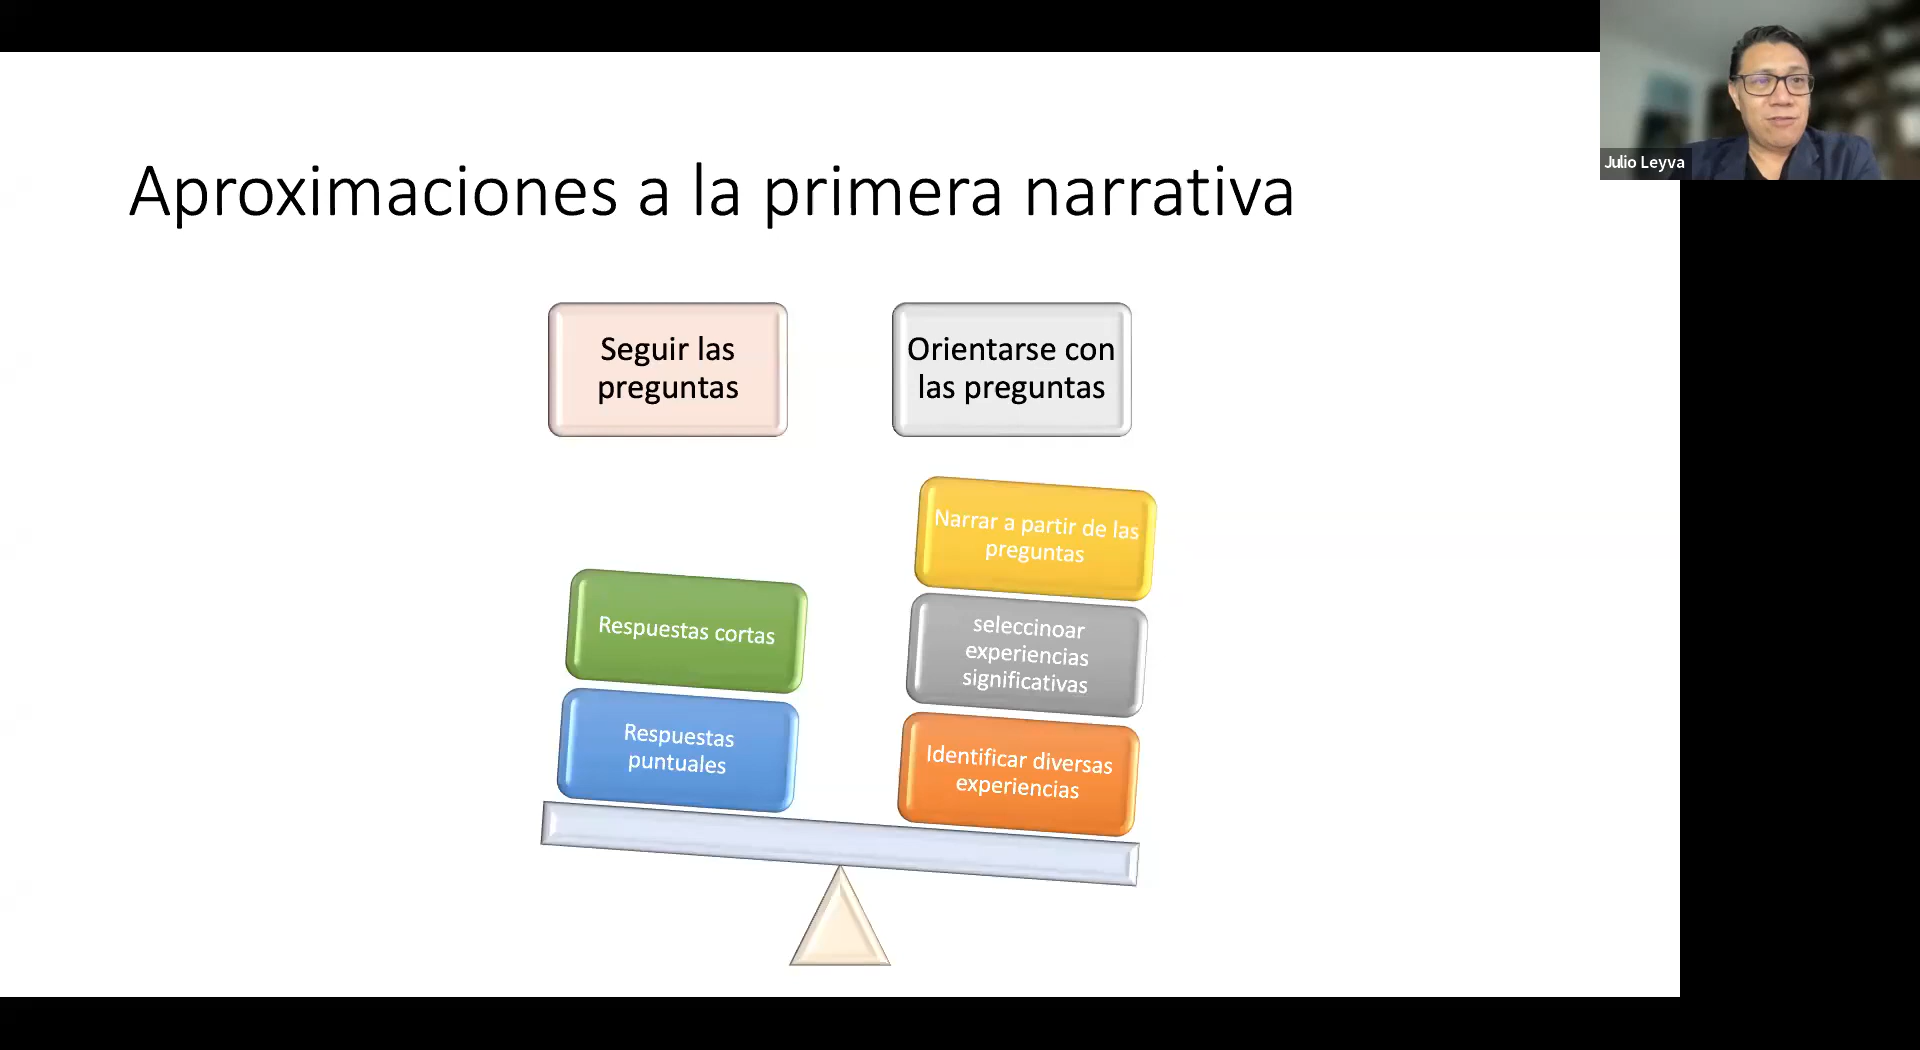 Aproximaciones a la primera narrativa
Julio Leyva
Seguir las
preguntas
Orientarse con
las preguntas
Respuestas cortas
Respuestas
puntuales
Narrar a partir de las
preguntas
seleccinoar
experiencias
significativas
Identificar diversas
experiencias